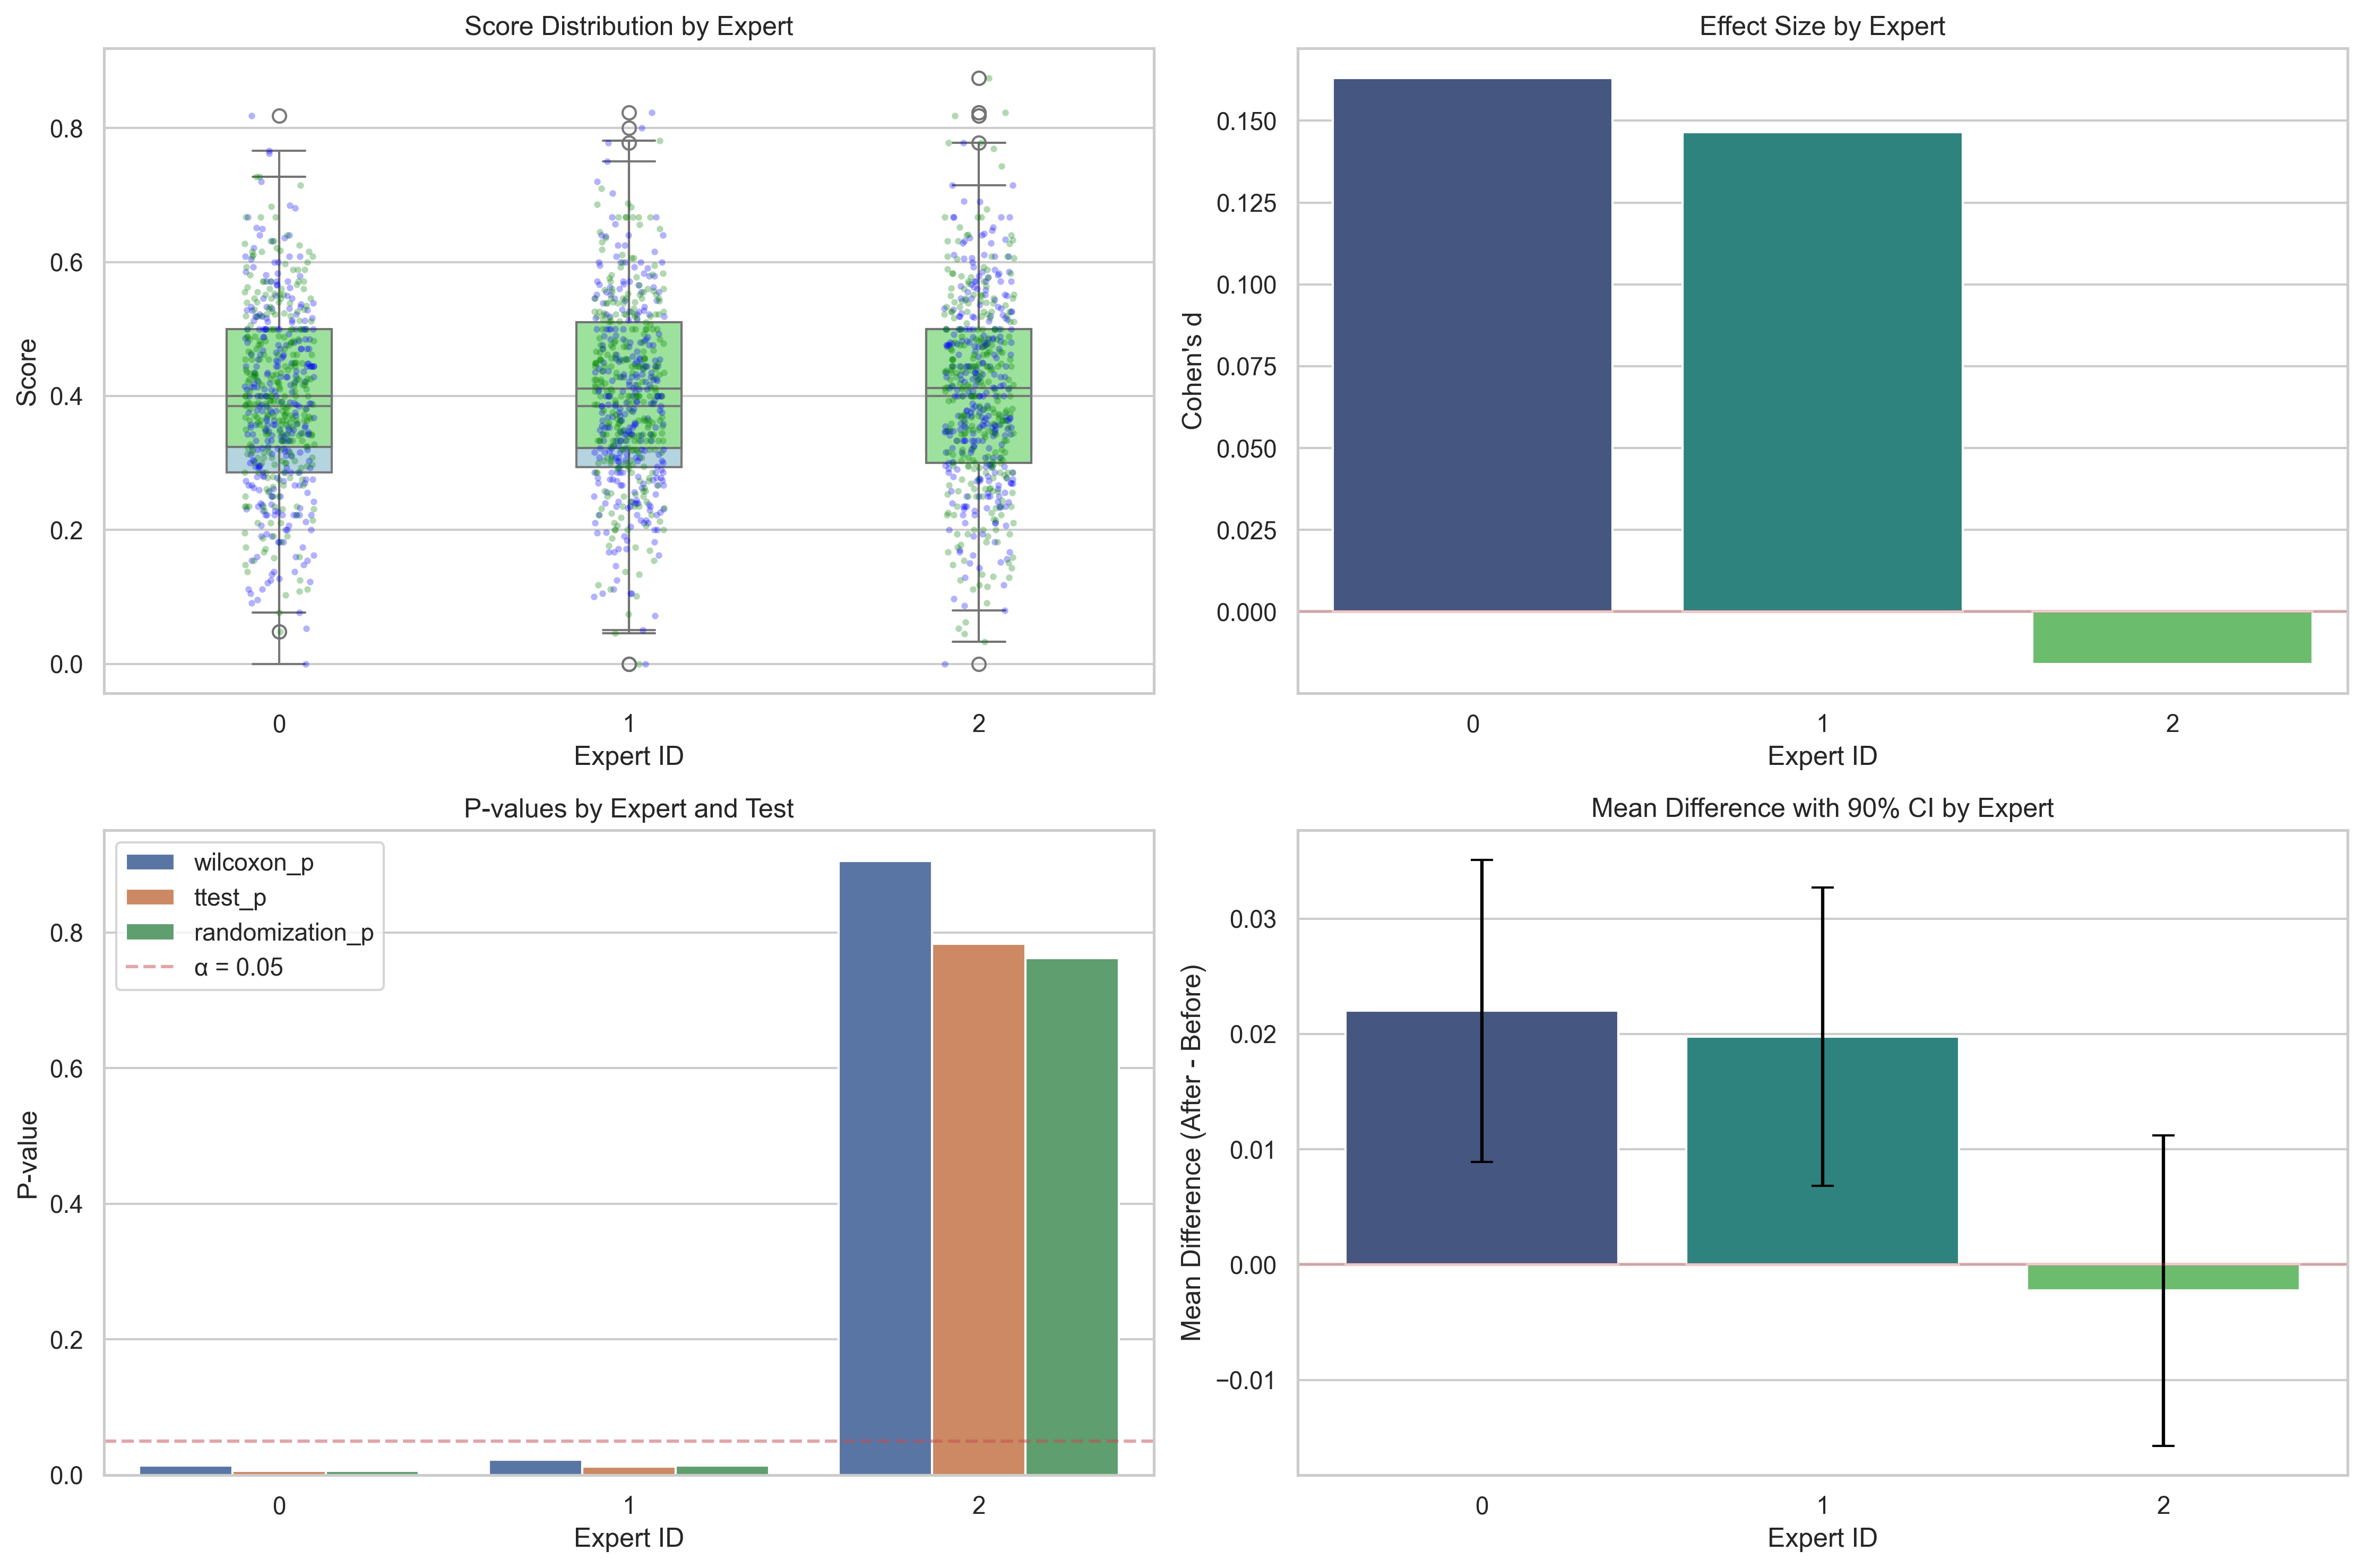 Score Distribution by Expert
Score
0.8
0.6
0.4
0.2
0.0
0 1 2
Expert ID
Effect Size by Expert
Cohen's d
0.150
0.125
0.100
0.075
0.050
0.025
0.000
0 1 2
Expert ID
P-values by Expert and Test
wilcoxon_p
ttest_p
randomization_p
α = 0.05
P-value
0.8
0.6
0.4
0.2
0.0
0 1 2
Expert ID
Mean Difference with 90% CI by Expert
Mean Difference (After - Before)
0.03
0.02
0.01
0.00
−0.01
0 1 2
Expert ID